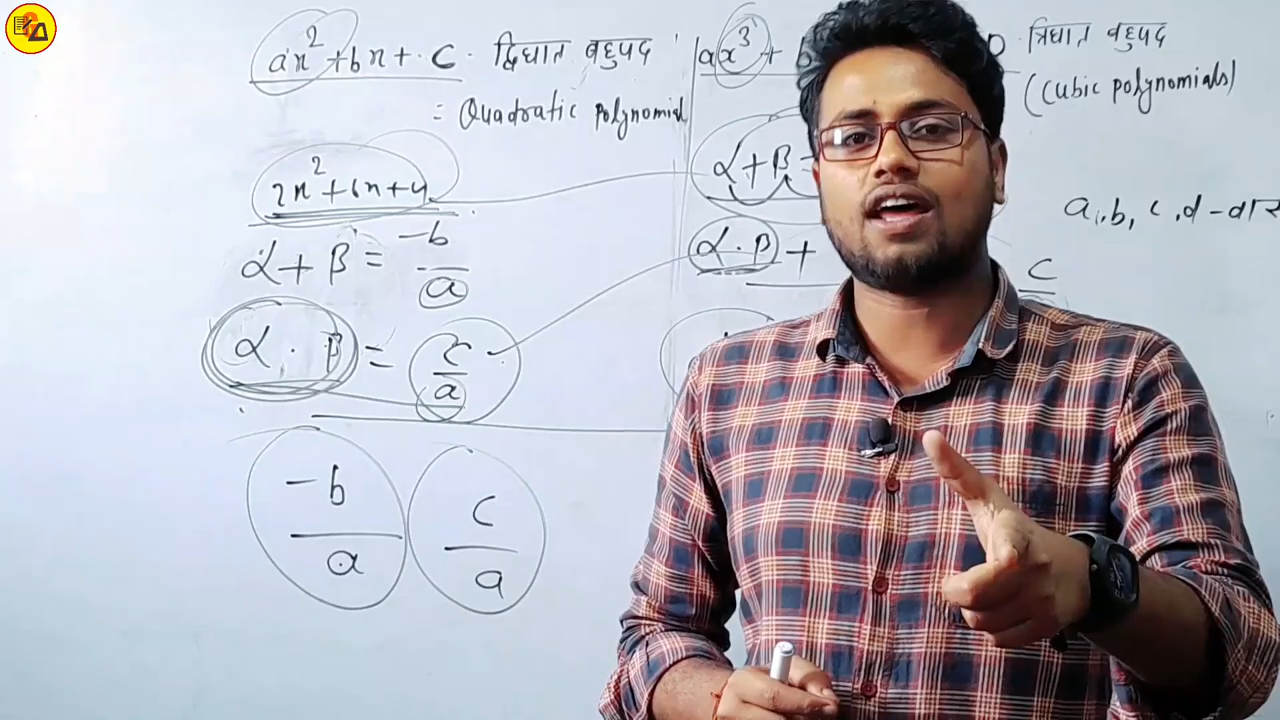 ax² + bx + c द्विघात बहुपद
= Quadratic polynomial
2x² + 6x + 4
α + β = -b/a
α . β = c/a
-b/a c/a
ax³ + b त्रिघात बहुपद
(Cubic polynomials)
α + β =
a, b, c, d -
α . β + c